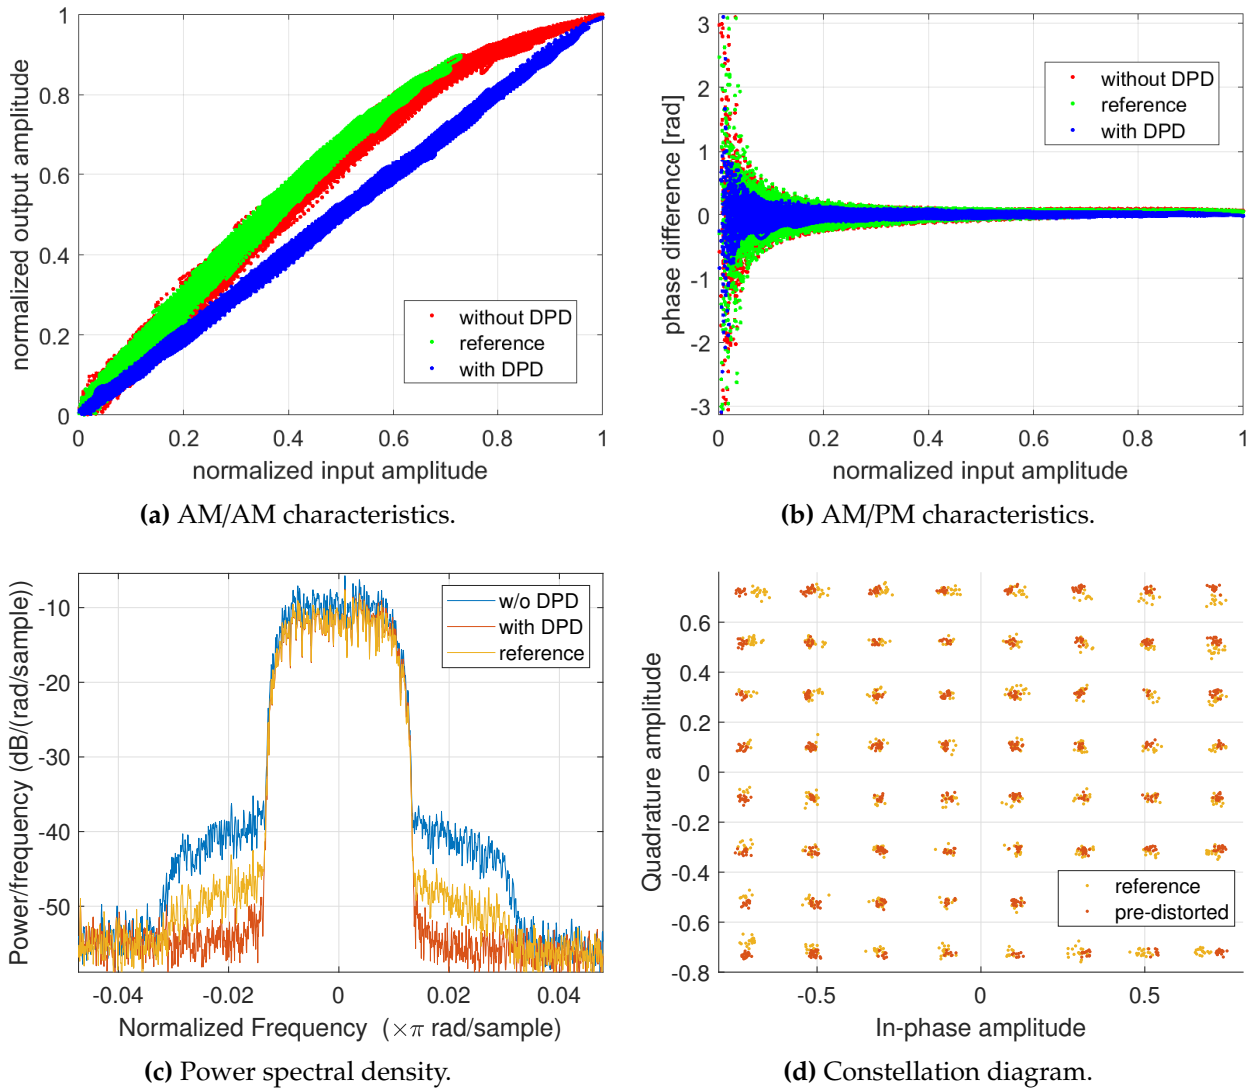 1
0.8
0.6
0.4
0.2
0
0
0.2
0.4
0.6
0.8
1
normalized output amplitude
normalized input amplitude
without DPD
reference
with DPD
(a) AM/AM characteristics.
3
2
1
0
-1
-2
-3
0
0.2
0.4
0.6
0.8
1
phase difference [rad]
normalized input amplitude
without DPD
reference
with DPD
(b) AM/PM characteristics.
-10
-20
-30
-40
-50
-0.04
-0.02
0
0.02
0.04
Power/frequency (dB/(rad/sample))
Normalized Frequency (×π rad/sample)
w/o DPD
with DPD
reference
(c) Power spectral density.
0.6
0.4
0.2
0
-0.2
-0.4
-0.6
-0.8
-0.5
0
0.5
Quadrature amplitude
In-phase amplitude
reference
pre-distorted
(d) Constellation diagram.